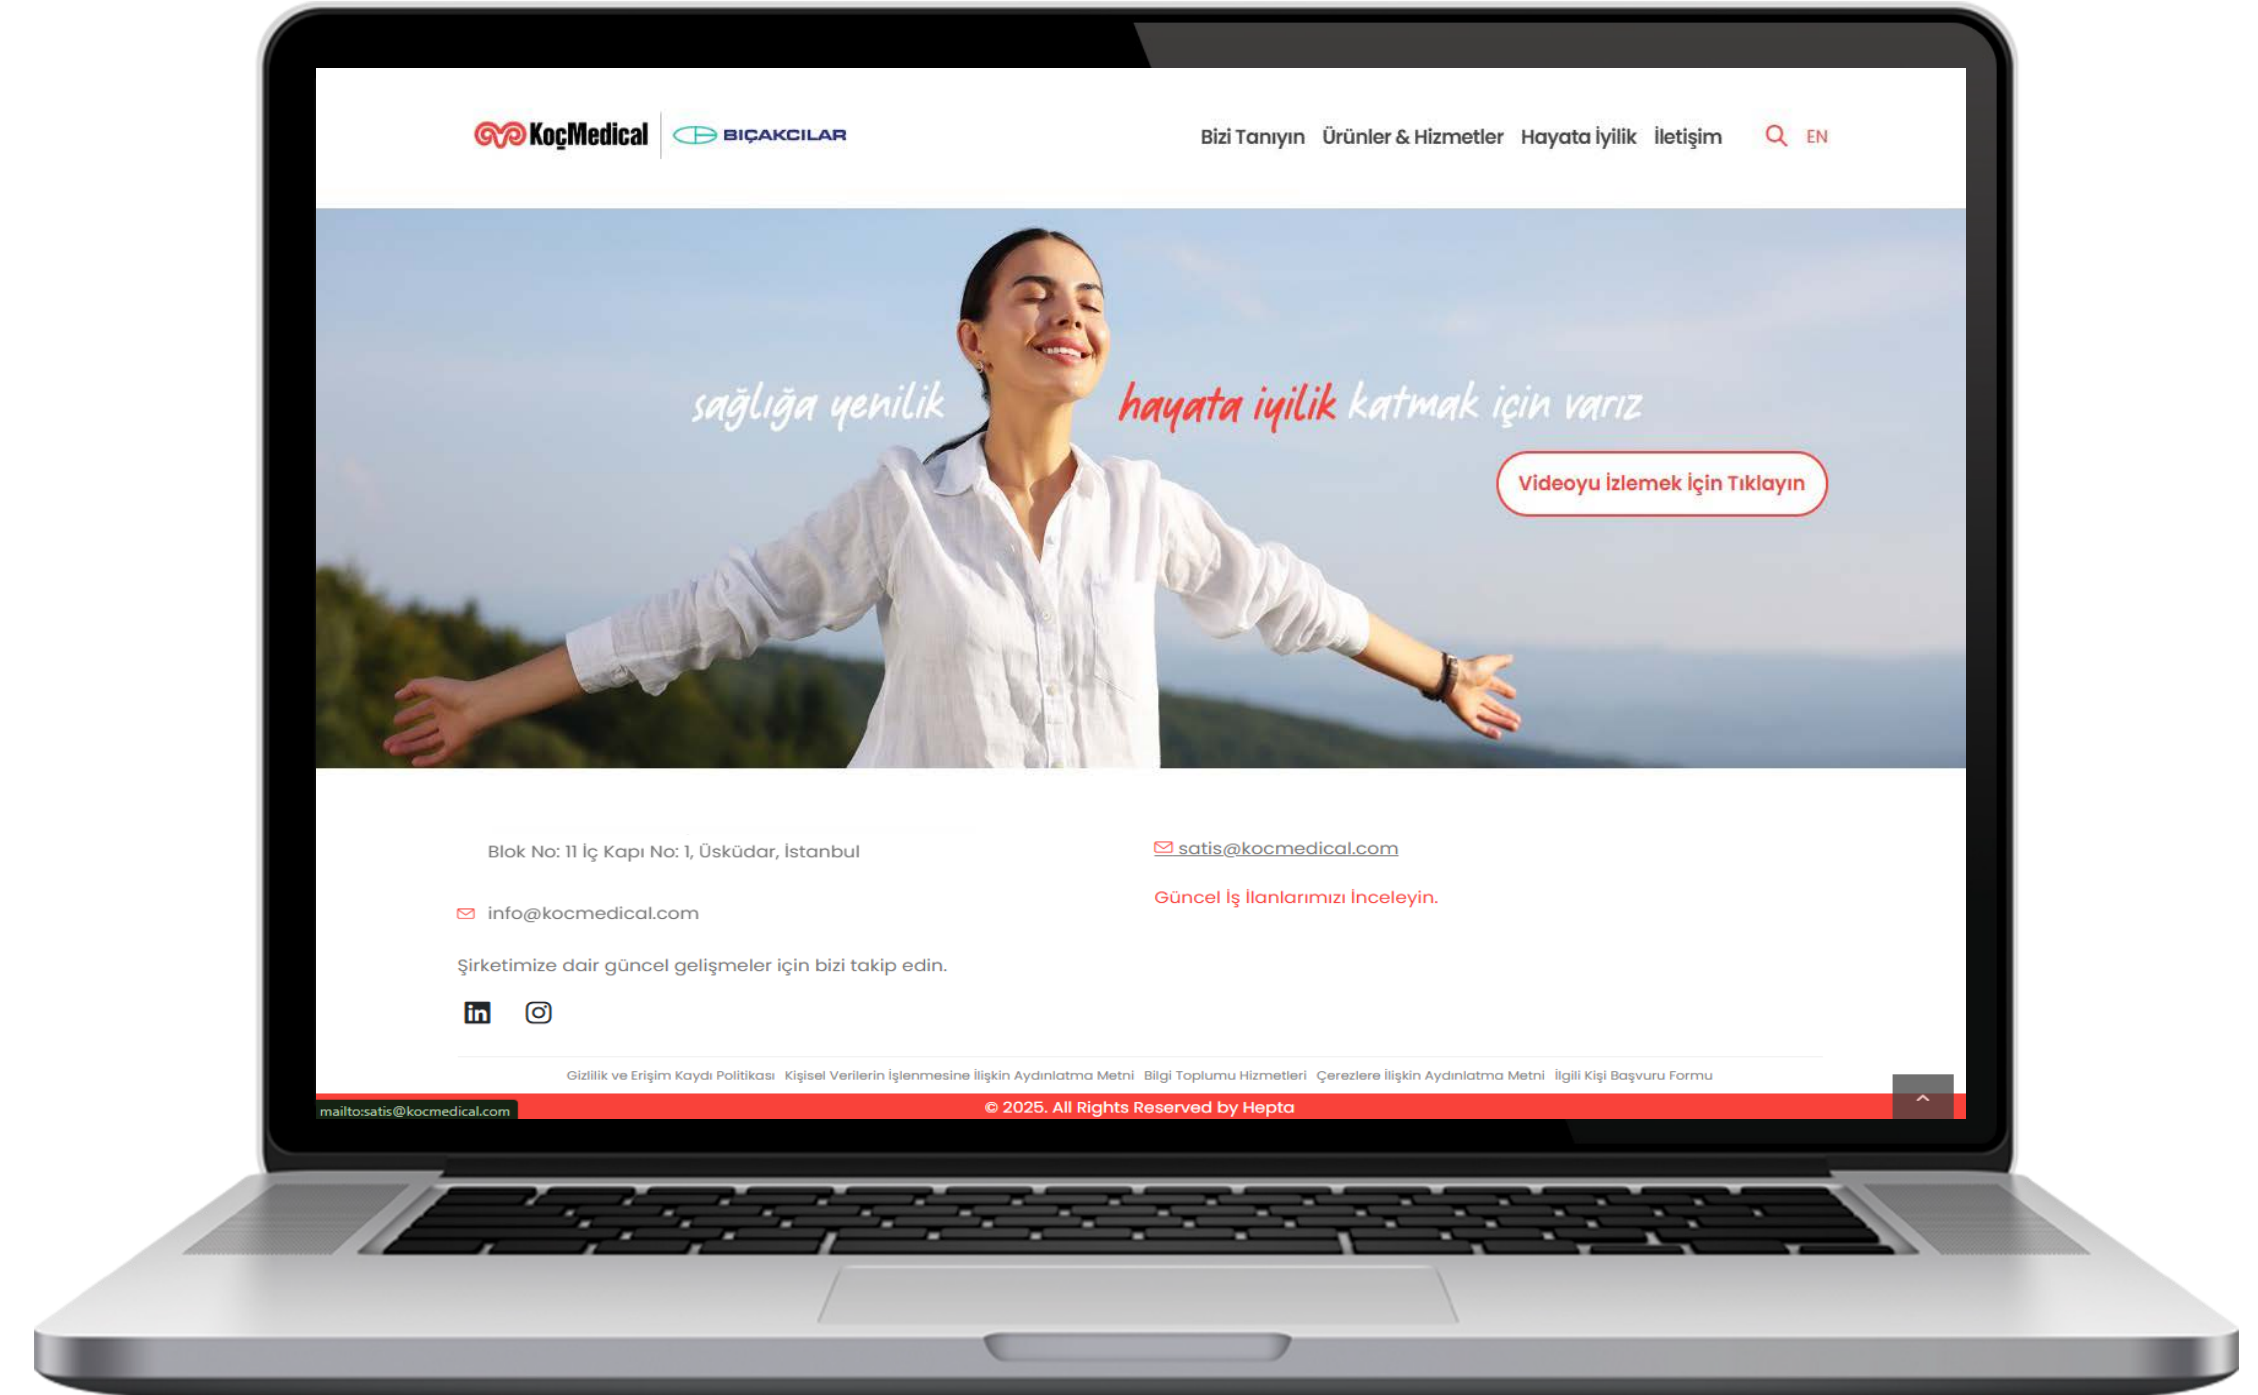 KoçMedical BIÇAKCILAR
Bizi Tanıyın Ürünler & Hizmetler Hayata İyilik İletişim EN
sağlığa yenilik hayata iyilik katmak için varız
Videoyu İzlemek İçin Tıklayın
Blok No: 11 İç Kapı No: 1, Üsküdar, İstanbul
info@kocmedical.com
Şirketimize dair güncel gelişmeler için bizi takip edin.
in
satis@kocmedical.com
Güncel İş İlanlarımızı İnceleyin.
Gizlilik ve Erişim Kaydı Politikası Kişisel Verilerin İşlenmesine İlişkin Aydınlatma Metni Bilgi Toplumu Hizmetleri Çerezlere İlişkin Aydınlatma Metni İlgili Kişi Başvuru Formu
mailto:satis@kocmedical.com
© 2025. All Rights Reserved by Hepta